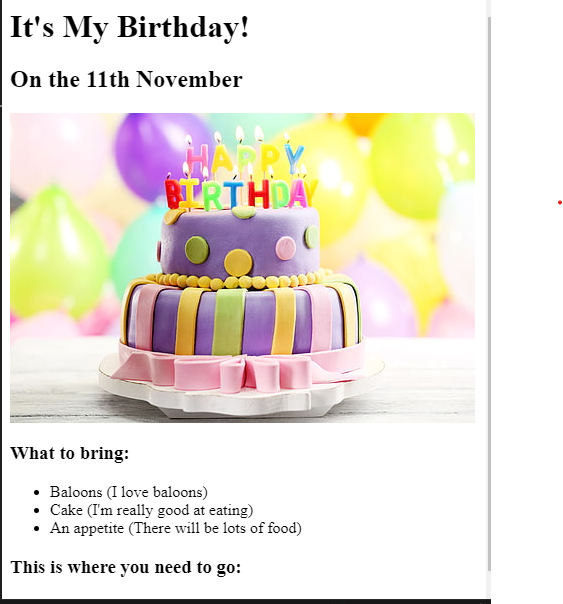 It's My Birthday!
On the 11th November
HAPPY
BIRTHDAY
What to bring:
Baloons (I love baloons)
Cake (I'm really good at eating)
An appetite (There will be lots of food)
This is where you need to go: